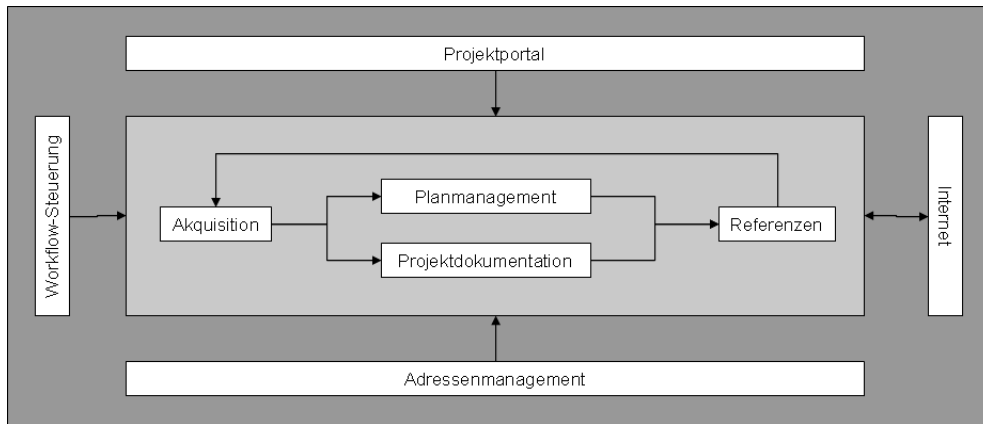 Projektportal
Workflow-Steuerung
Planmanagement
Akquisition
Referenzen
Projektdokumentation
Internet
Adressenmanagement